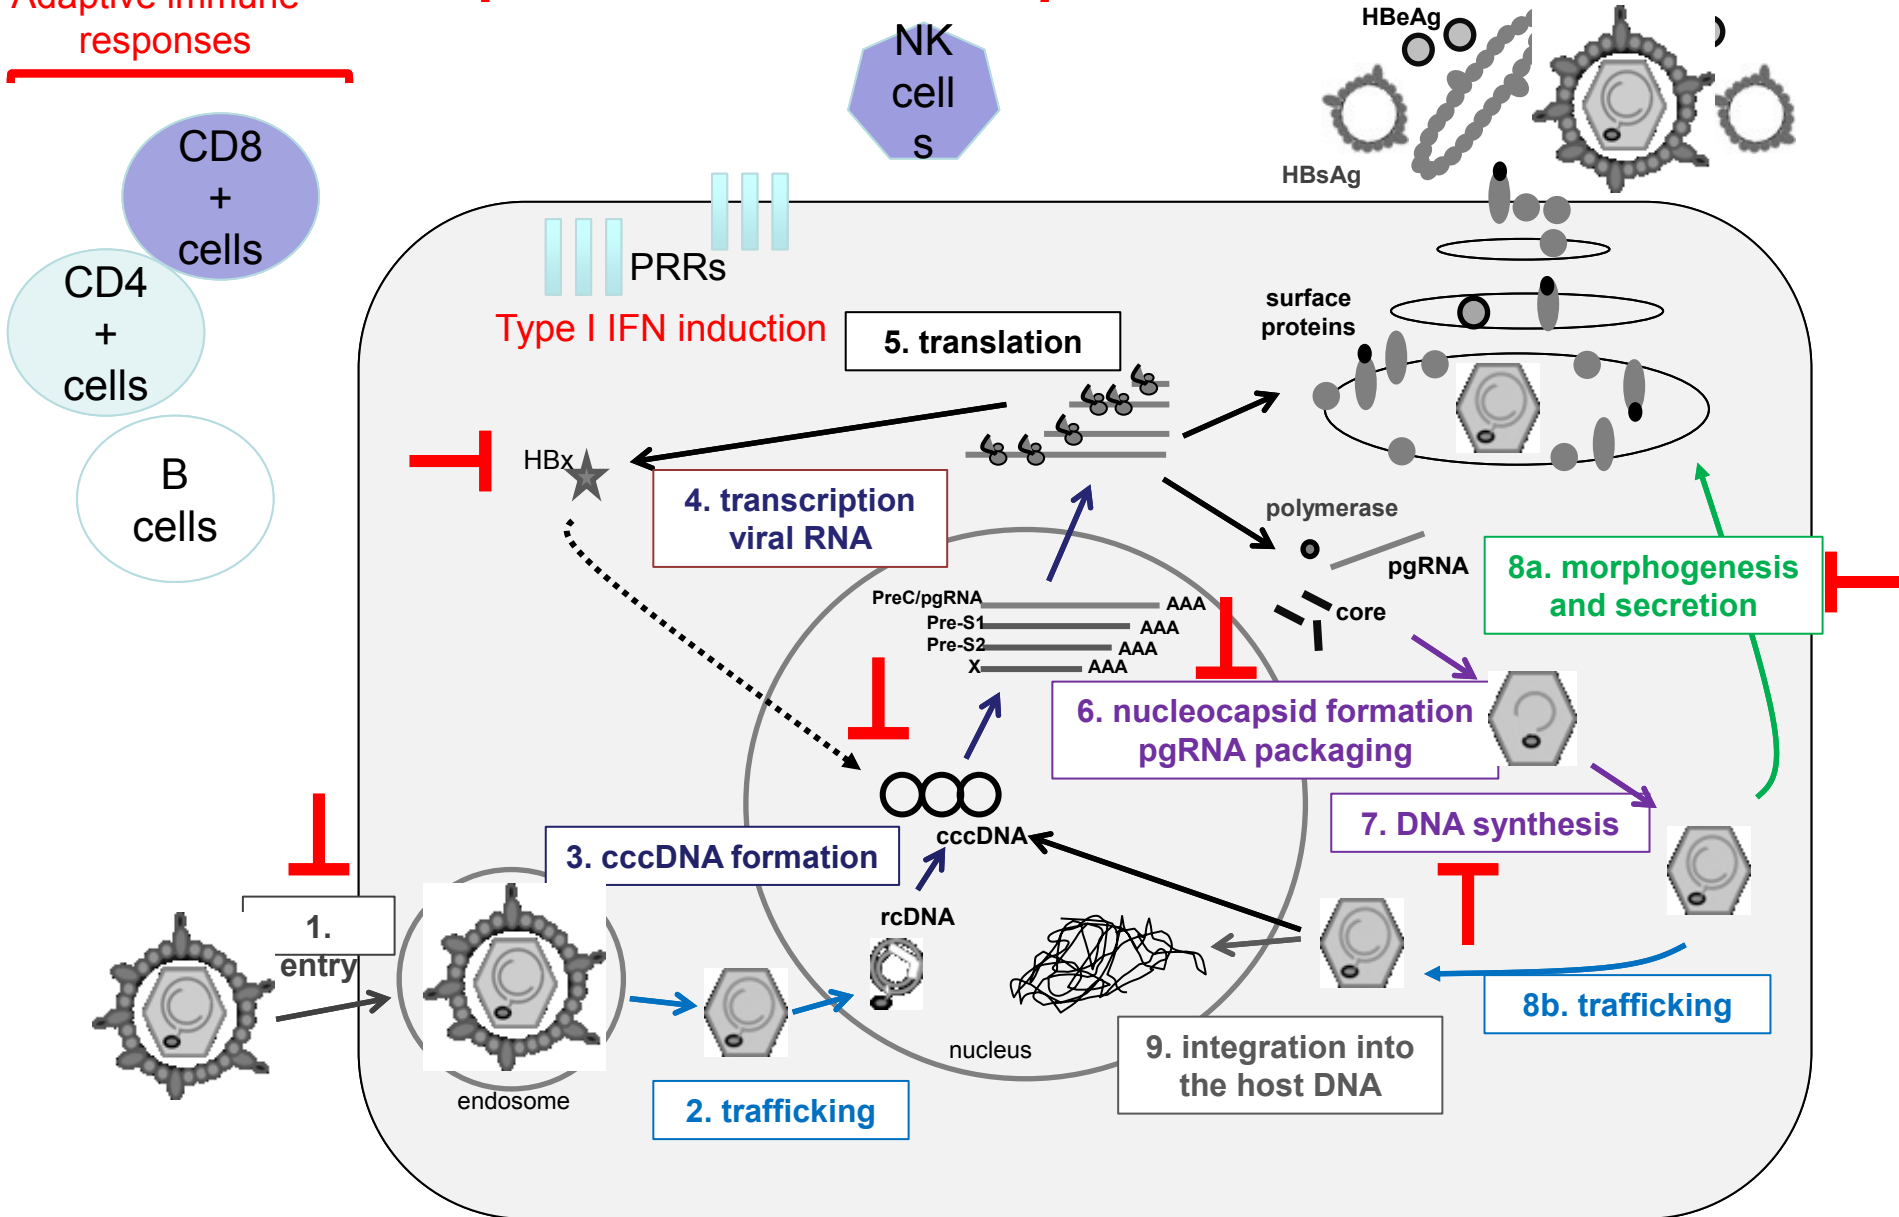 Adaptive immune
responses
CD8
+
cells
CD4
+
cells
B
cells
NK
cell
s
HBeAg
HBsAg
PRRs
Type I IFN induction
5. translation
surface
proteins
HBx
4. transcription
viral RNA
polymerase
pgRNA
core
PreC/pgRNA
AAA
Pre-S1
AAA
Pre-S2
AAA
X
AAA
8a. morphogenesis
and secretion
6. nucleocapsid formation
pgRNA packaging
7. DNA synthesis
cccDNA
3. cccDNA formation
rcDNA
1.
entry
endosome
2. trafficking
nucleus
8b. trafficking
9. integration into
the host DNA